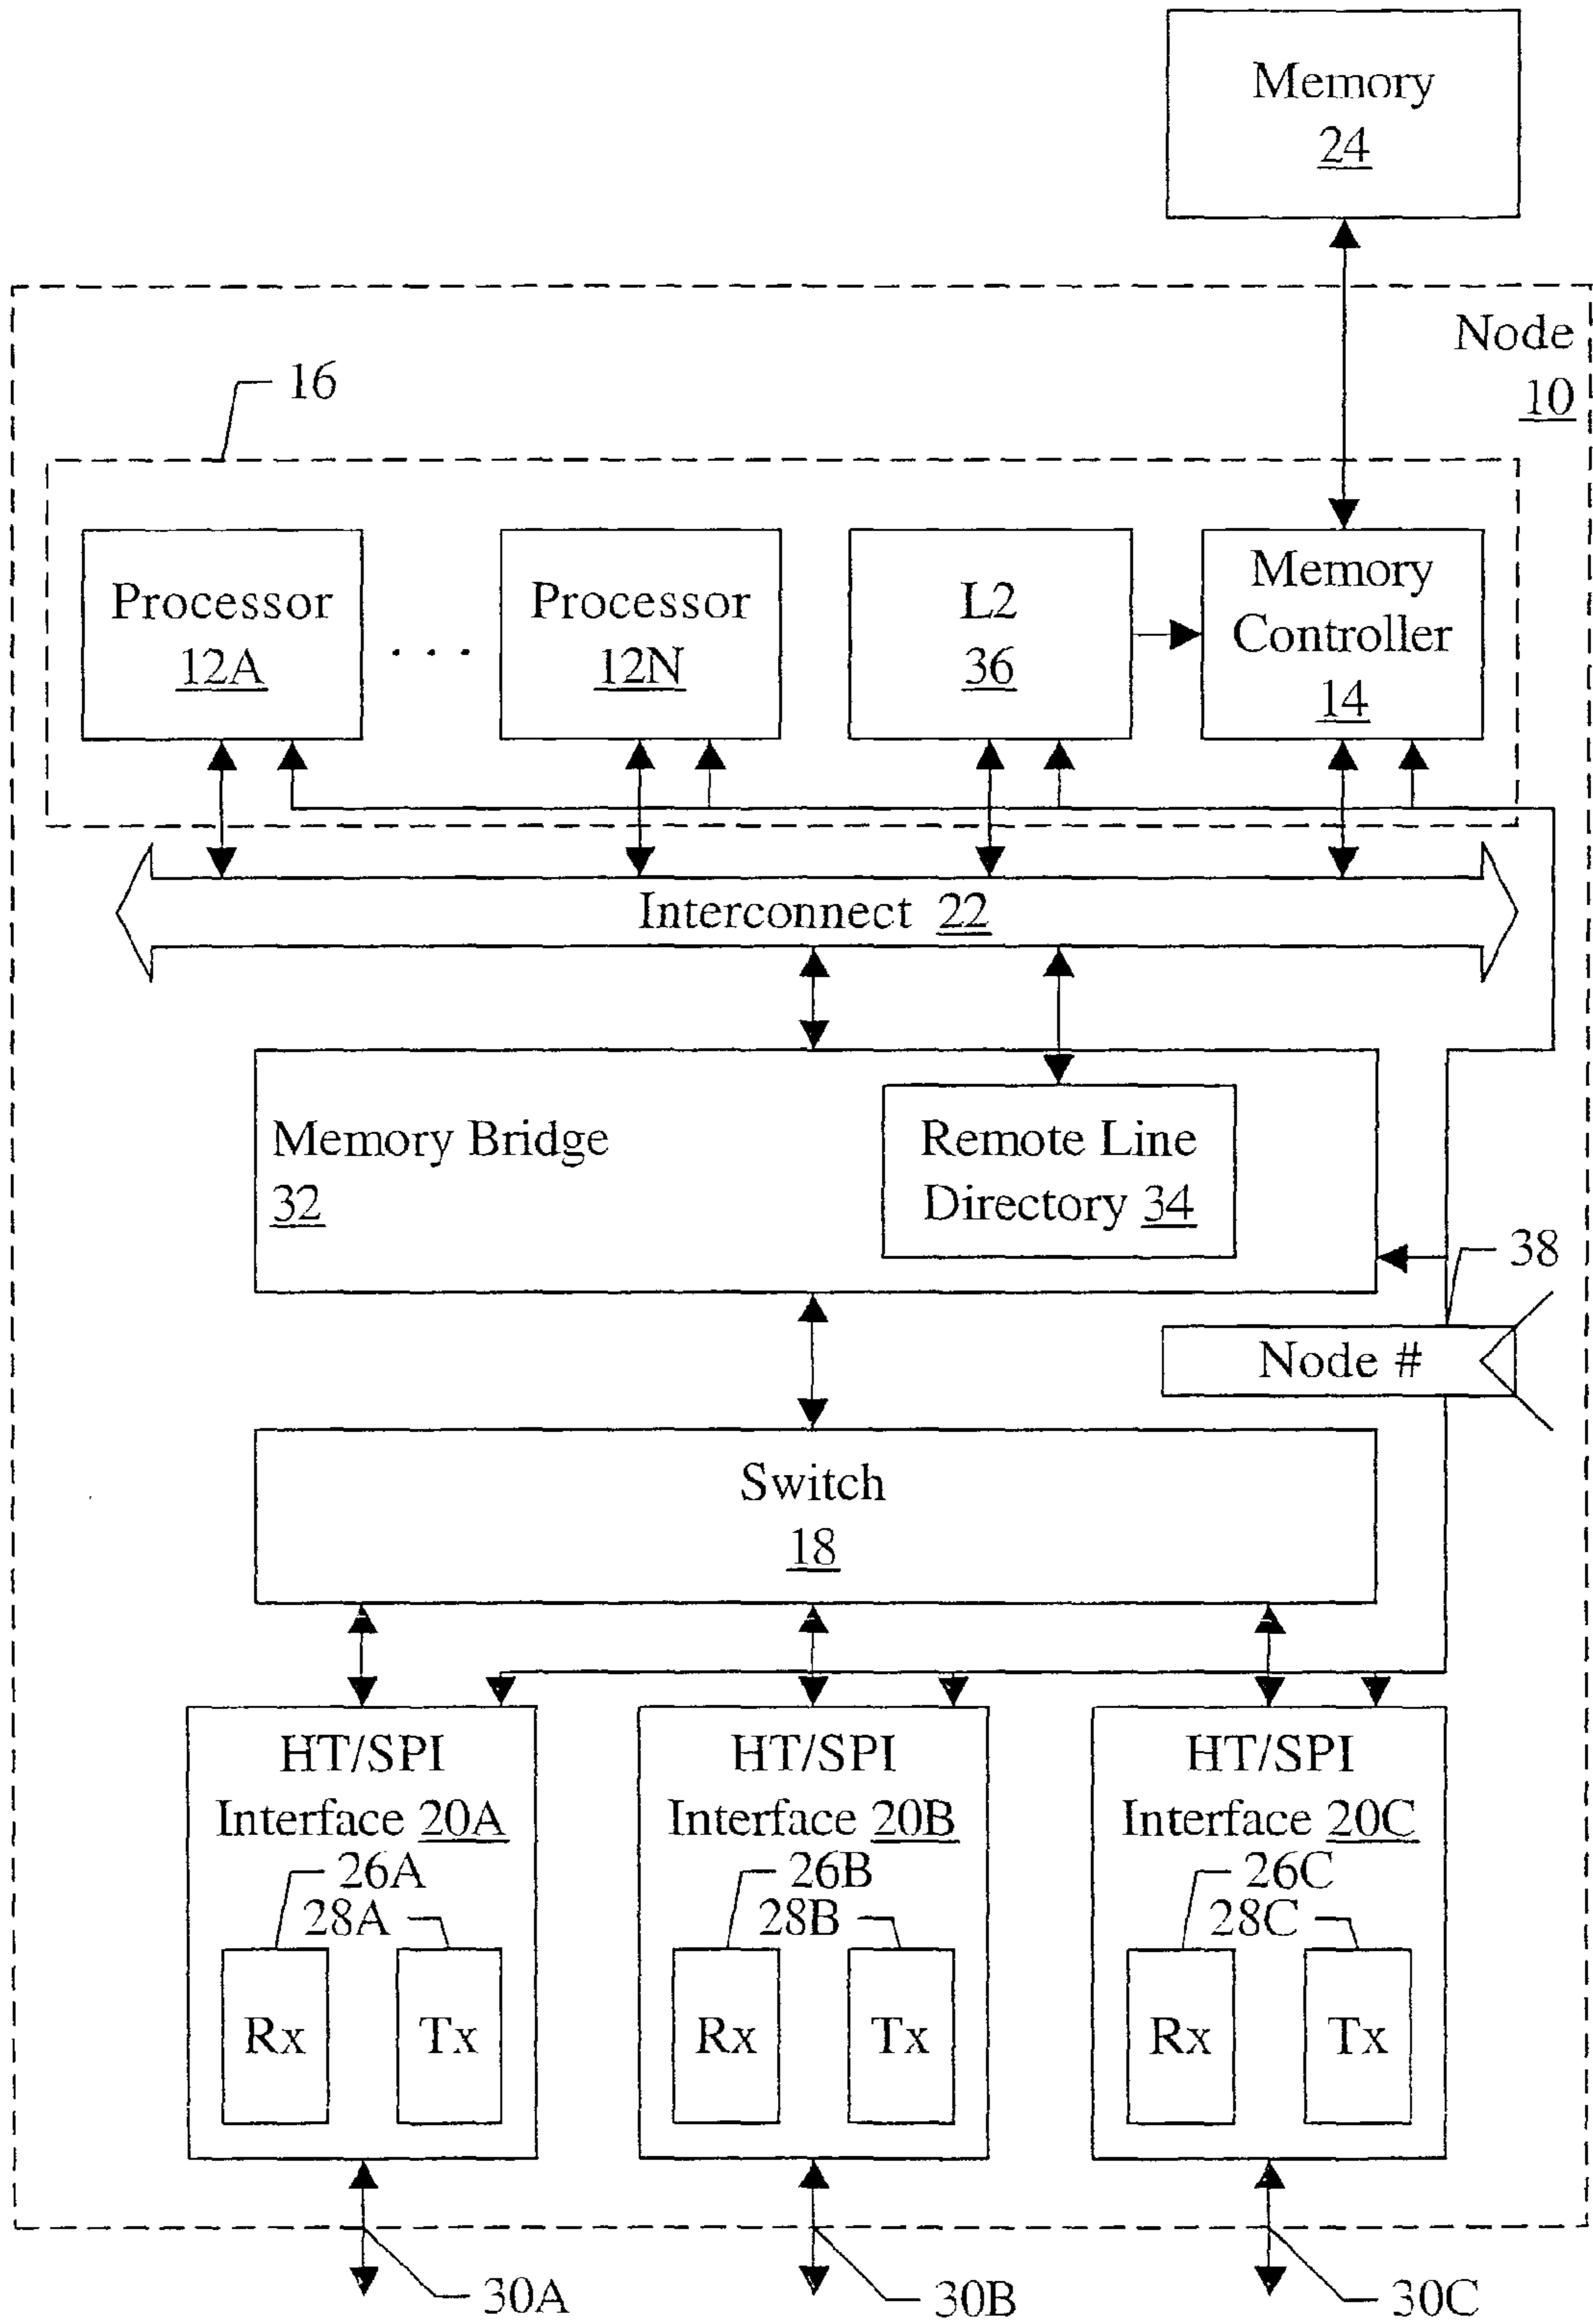 Memory
24
Node
10
16
Processor
12A
. . .
Processor
12N
L2
36
Memory
Controller
14
Interconnect 22
Memory Bridge
32
Remote Line
Directory 34
38
Node #
Switch
18
HT/SPI
Interface 20A
26A
28A
Rx
Tx
HT/SPI
Interface 20B
26B
28B
Rx
Tx
HT/SPI
Interface 20C
26C
28C
Rx
Tx
30A
30B
30C